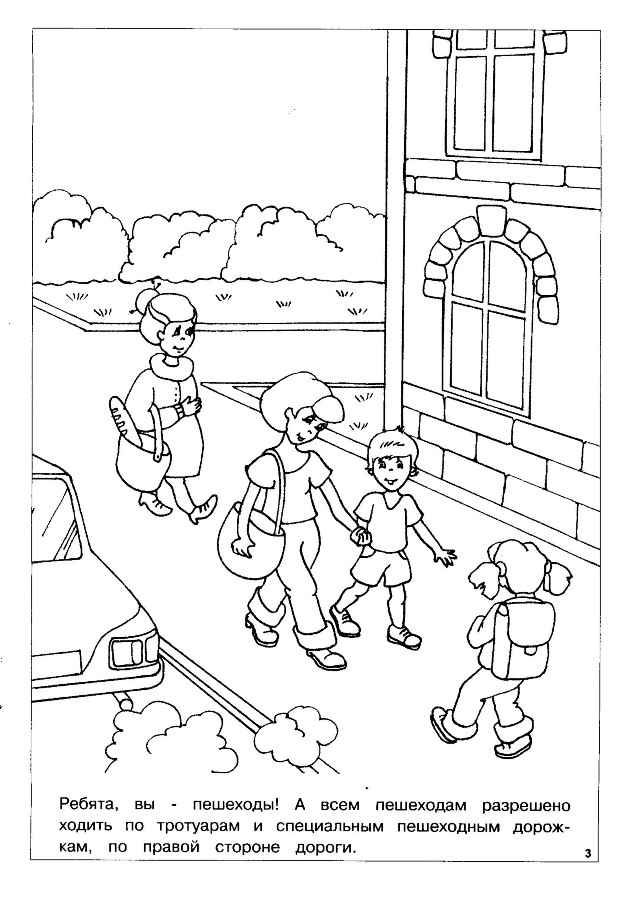 Ребята, вы - пешеходы! А всем пешеходам разрешено
ходить по тротуарам и специальным пешеходным дорож-
кам, по правой стороне дороги.
3